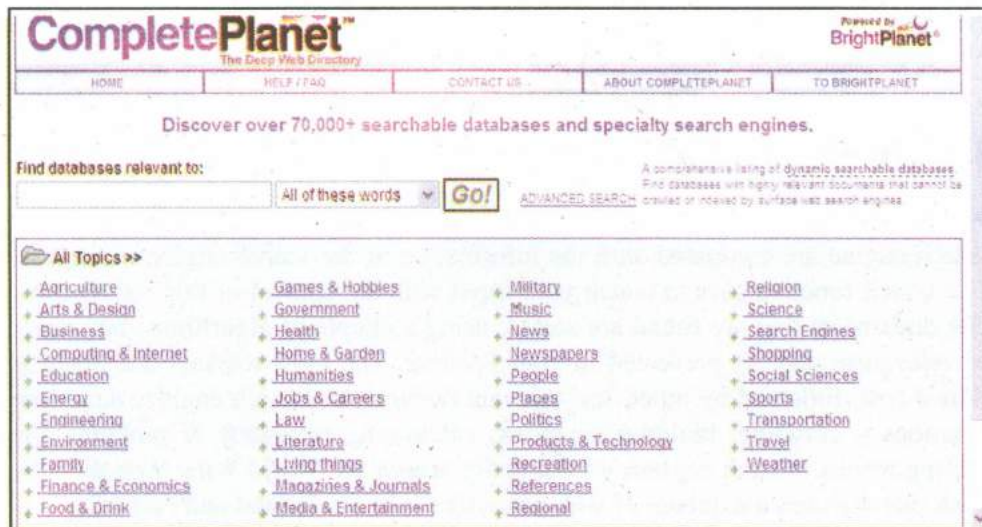 CompletePlanet™
The Deep Web Directory
Powered by
BrightPlanet®
HOME HELP / FAQ CONTACT US ABOUT COMPLETEPLANET TO BRIGHTPLANET
Discover over 70,000+ searchable databases and specialty search engines.
Find databases relevant to:
All of these words Go! ADVANCED SEARCH
A comprehensive listing of dynamic searchable databases.
Find databases with highly relevant documents that cannot be
crawled or indexed by surface web search engines.
All Topics >>
Agriculture
Arts & Design
Business
Computing & Internet
Education
Energy
Engineering
Environment
Family
Finance & Economics
Food & Drink
Games & Hobbies
Government
Health
Home & Garden
Humanities
Jobs & Careers
Law
Literature
Living things
Magazines & Journals
Media & Entertainment
Military
Music
News
Newspapers
People
Places
Politics
Products & Technology
Recreation
References
Regional
Religion
Science
Search Engines
Shopping
Social Sciences
Sports
Transportation
Travel
Weather